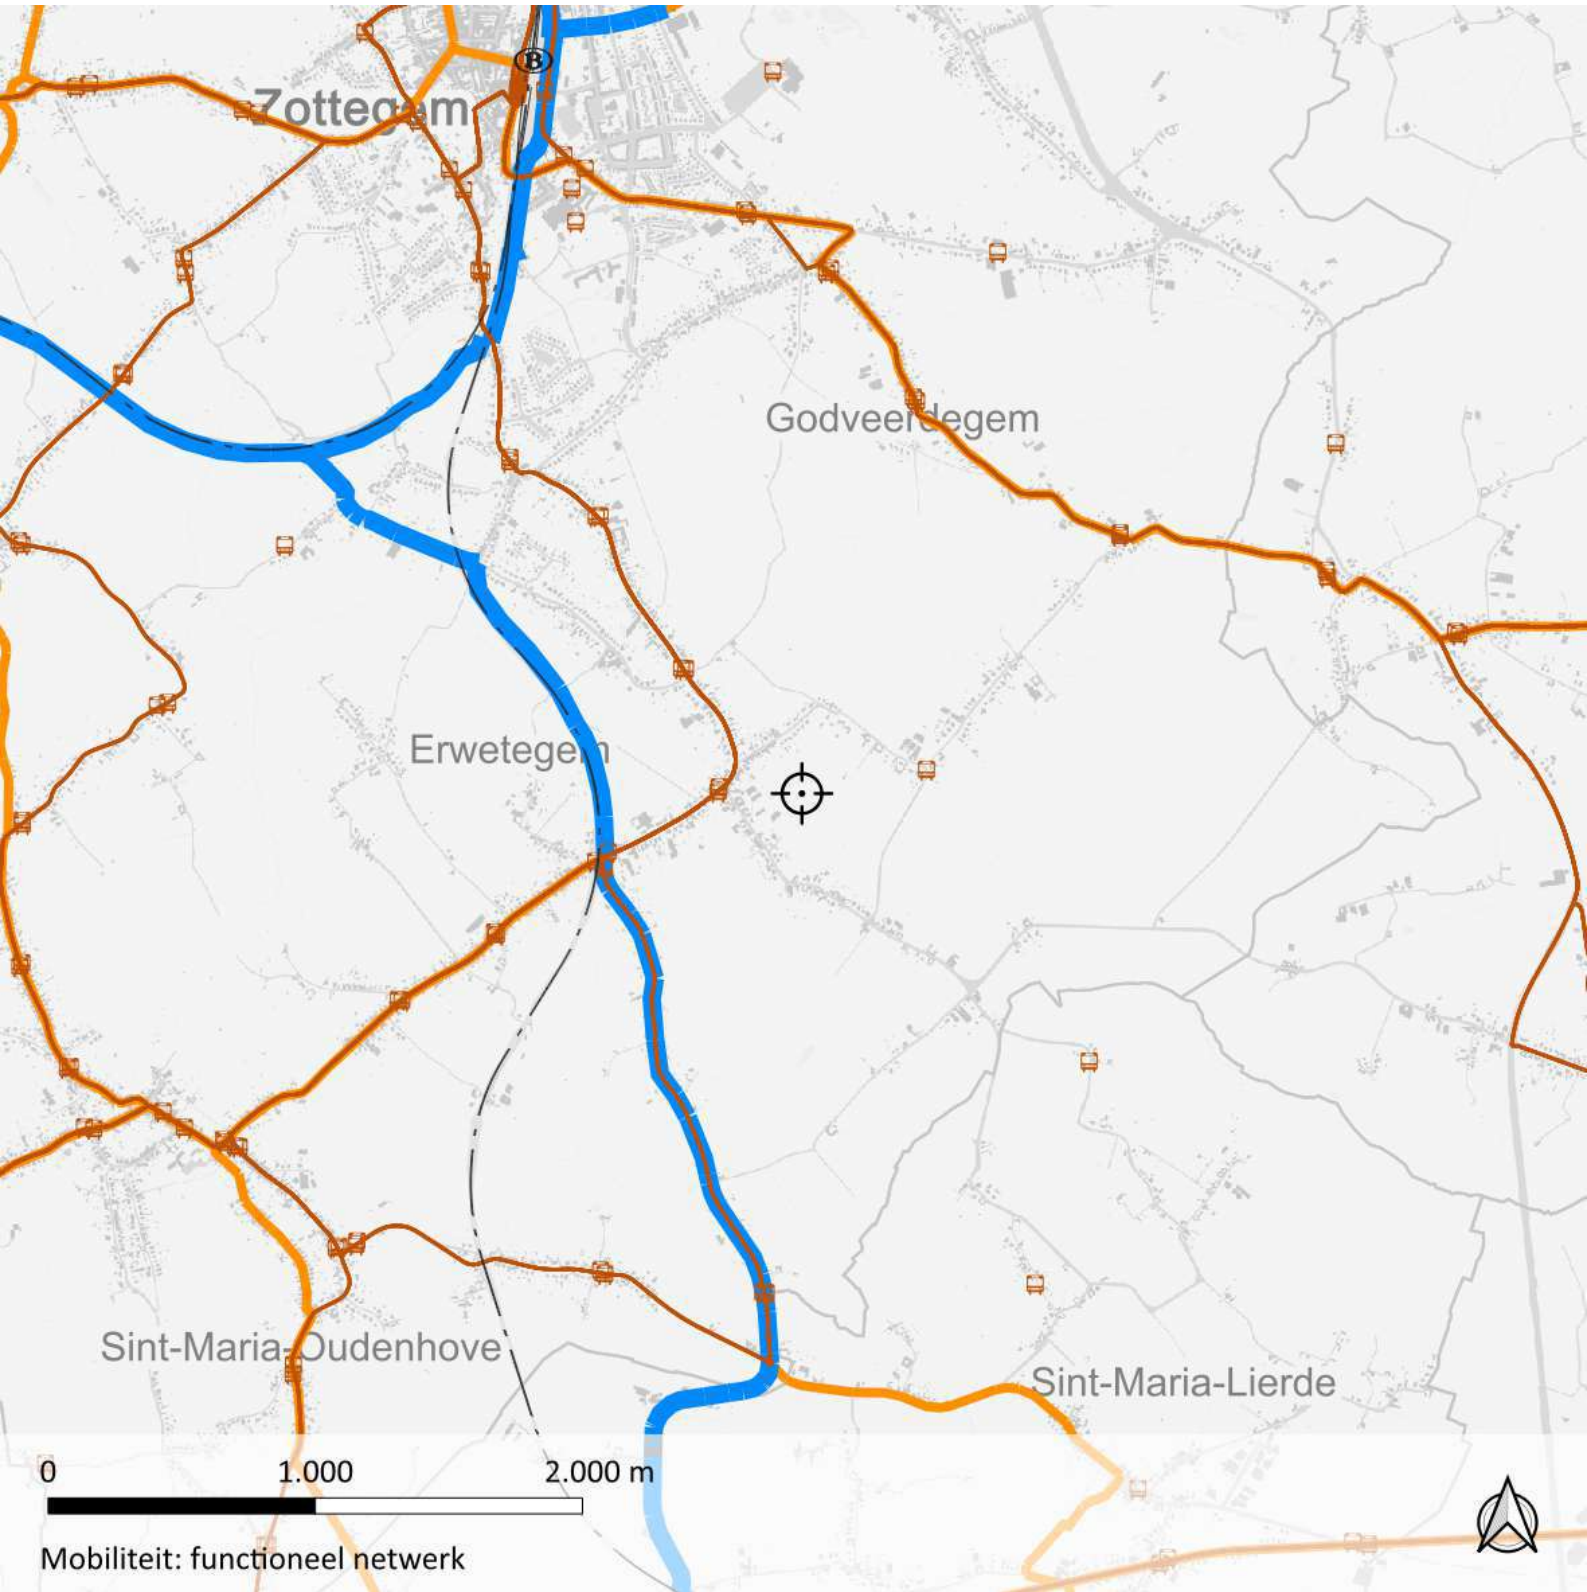 B
Zottegem
Godveerdegem
Erwetegem
Sint-Maria-Oudenhove
Sint-Maria-Lierde
0 1.000 2.000 m
Mobiliteit: functioneel netwerk